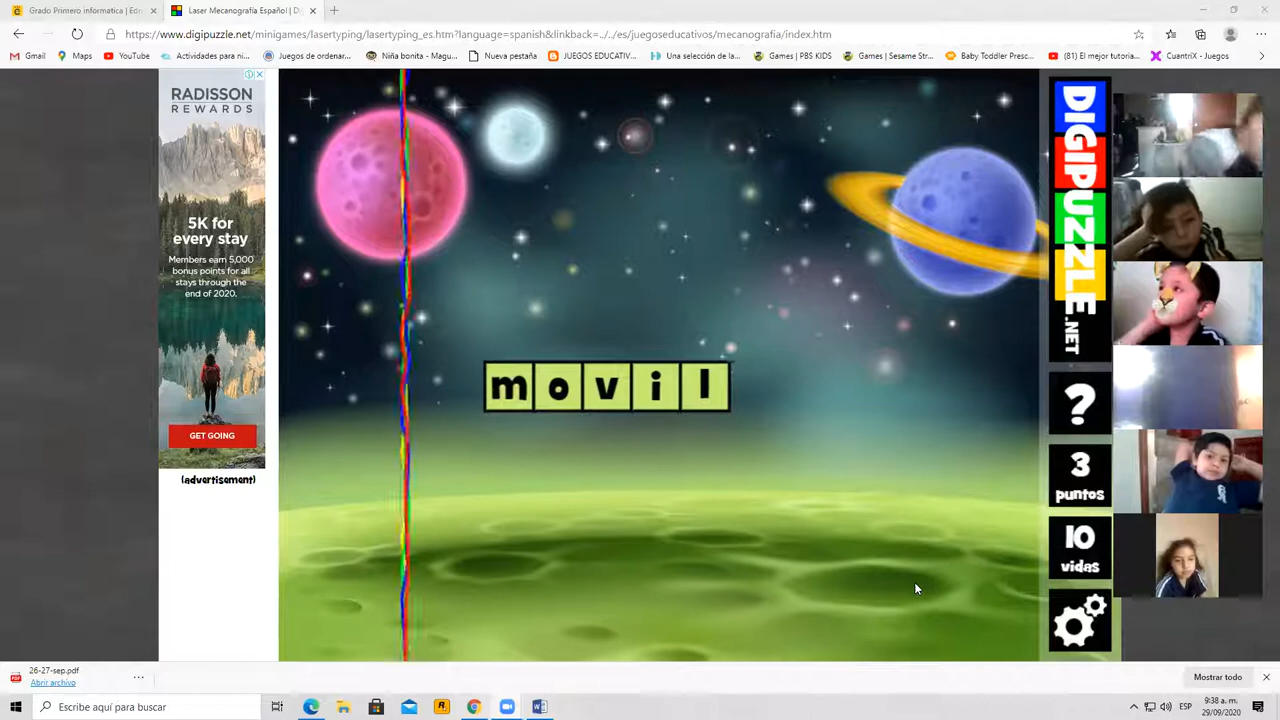 Grado Primero informatica | Edm
Laser Mecanografía Español | Di
https://www.digipuzzle.net/minigames/lasertyping/lasertyping_es.htm?language=spanish&linkback=../../es/juegoseducativos/mecanografia/index.htm
Gmail
Maps
YouTube
Actividades para ni...
Juegos de ordenar...
Niña bonita - Magu...
Nueva pestaña
JUEGOS EDUCATIV...
Una selección de la...
Games | PBS KIDS
Games | Sesame Str...
Baby Toddler Presc...
(81) El mejor tutoria...
CuantriX - Juegos
RADISSON
REWARDS
5K for
every stay
Members earn 5,000
bonus points for all
stays through the
end of 2020.
GET GOING
(advertisement)
movil
DIGIPUZZLE.NET
?
3
puntos
10
vidas
26-27-sep.pdf
Abrir archivo
Mostrar todo
Escribe aquí para buscar
ESP
9:38 a. m.
29/09/2020